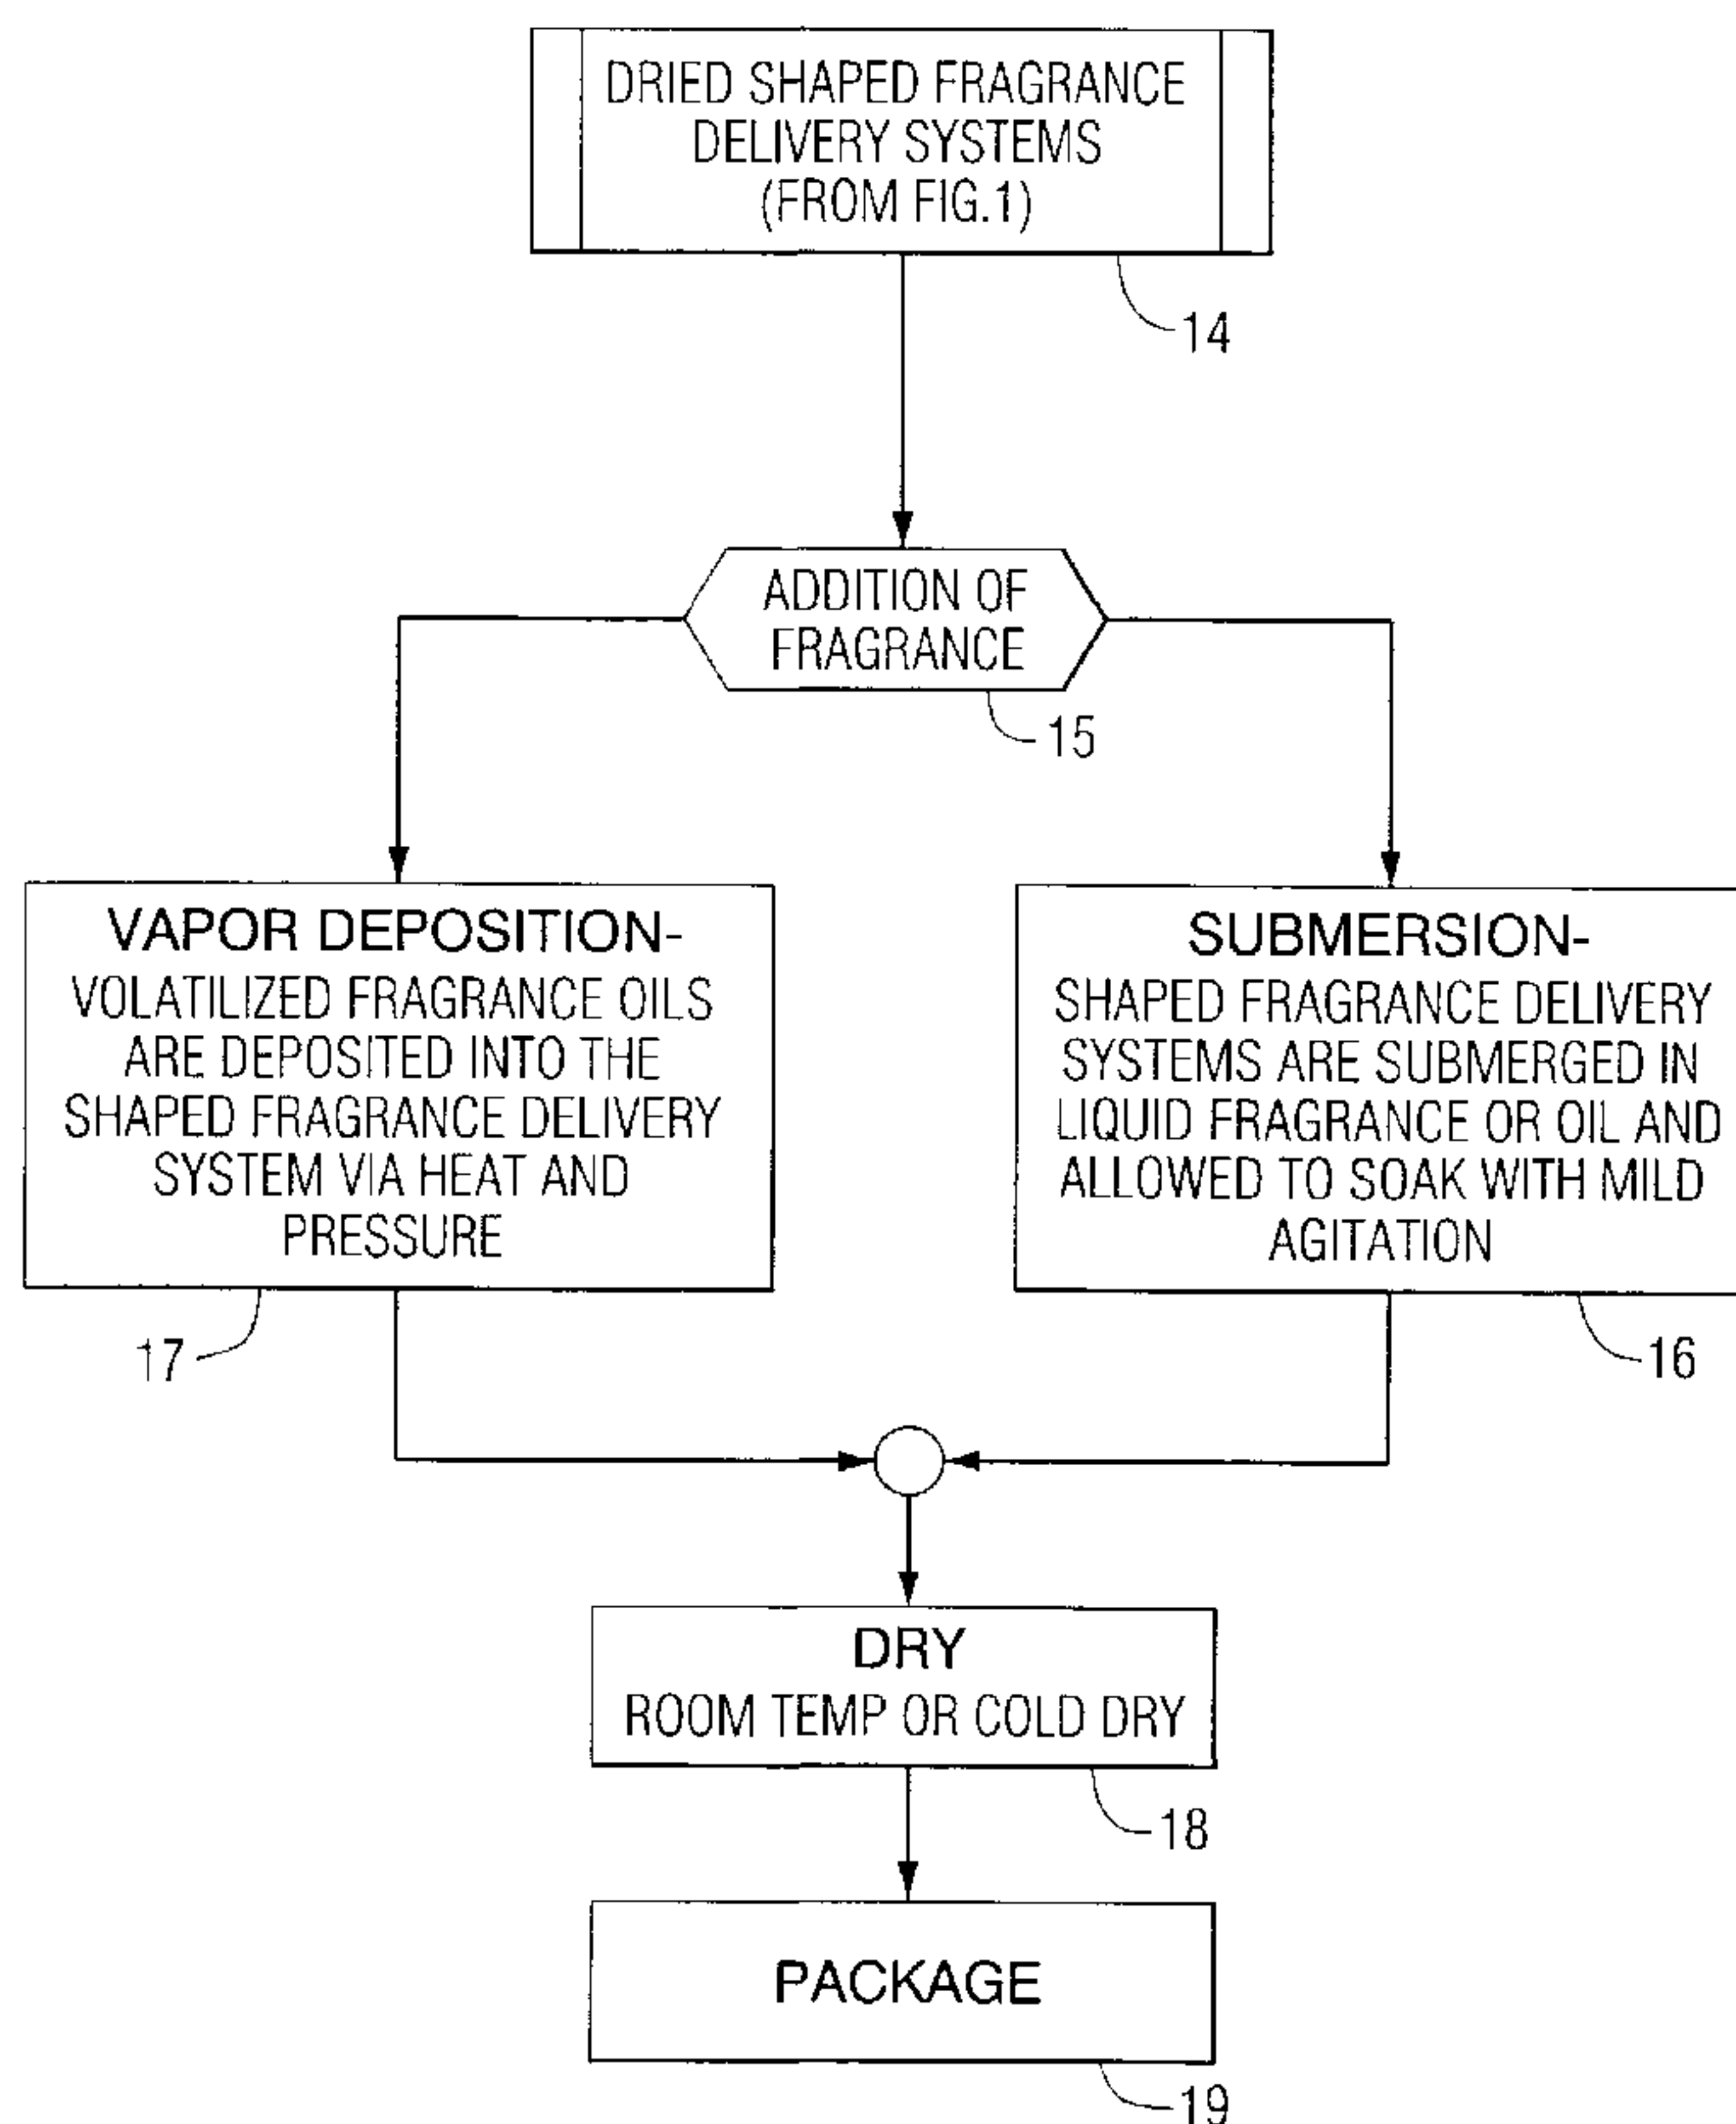 DRIED SHAPED FRAGRANCE
DELIVERY SYSTEMS
(FROM FIG.1)
14
ADDITION OF
FRAGRANCE
15
VAPOR DEPOSITION-
VOLATILIZED FRAGRANCE OILS
ARE DEPOSITED INTO THE
SHAPED FRAGRANCE DELIVERY
SYSTEM VIA HEAT AND
PRESSURE
17
SUBMERSION-
SHAPED FRAGRANCE DELIVERY
SYSTEMS ARE SUBMERGED IN
LIQUID FRAGRANCE OR OIL AND
ALLOWED TO SOAK WITH MILD
AGITATION
16
DRY
ROOM TEMP OR COLD DRY
18
PACKAGE
19